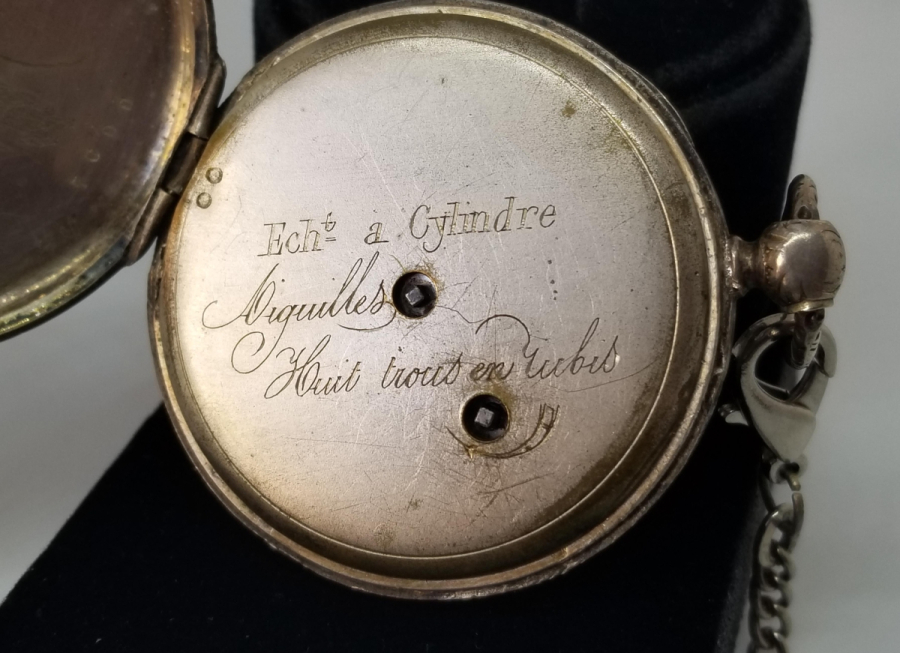 Echt. a Cylindre
Aiguilles
Huit trous en Rubis